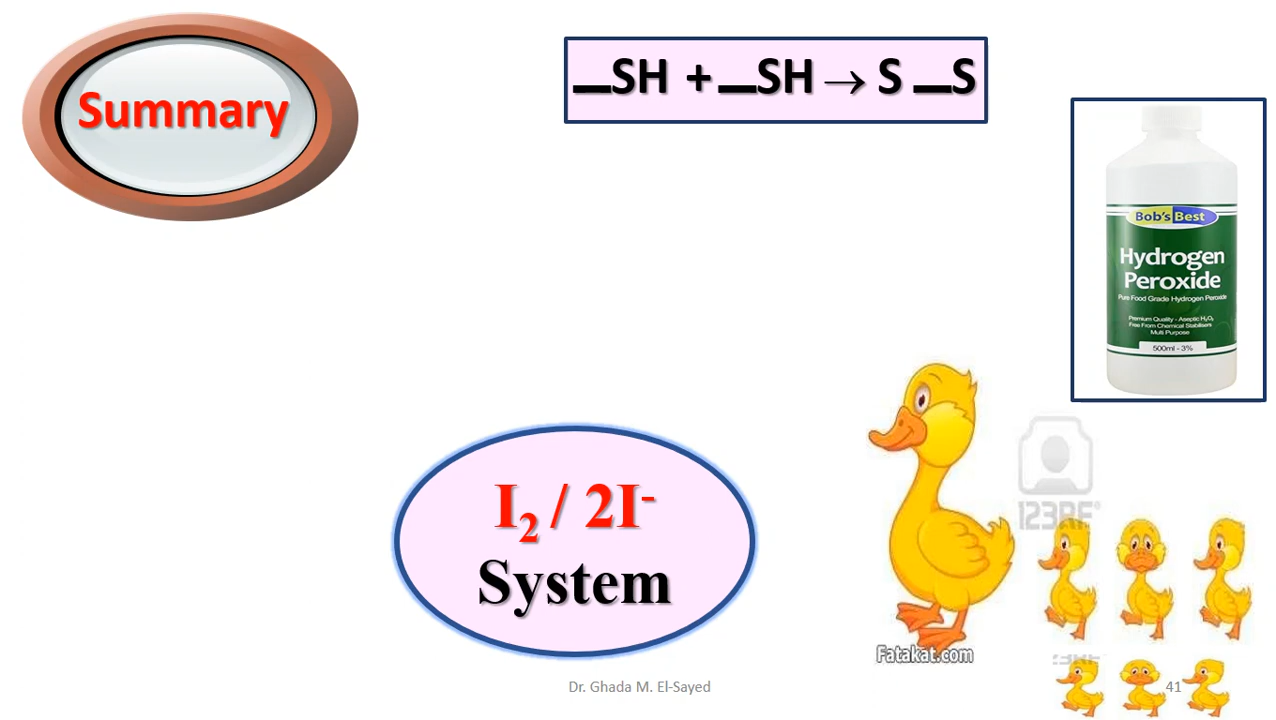 Summary
–SH + –SH → S –S
Bob's Best
Hydrogen
Peroxide
Pure Food Grade Hydrogen Peroxide
Premium Quality - Aseptic H₂O₂
Free From Chemical Stabilisers
Multi Purpose
500ml - 3%
I₂ / 2I⁻
System
123RF®
Fatakat.com
123RF
Dr. Ghada M. El-Sayed
41